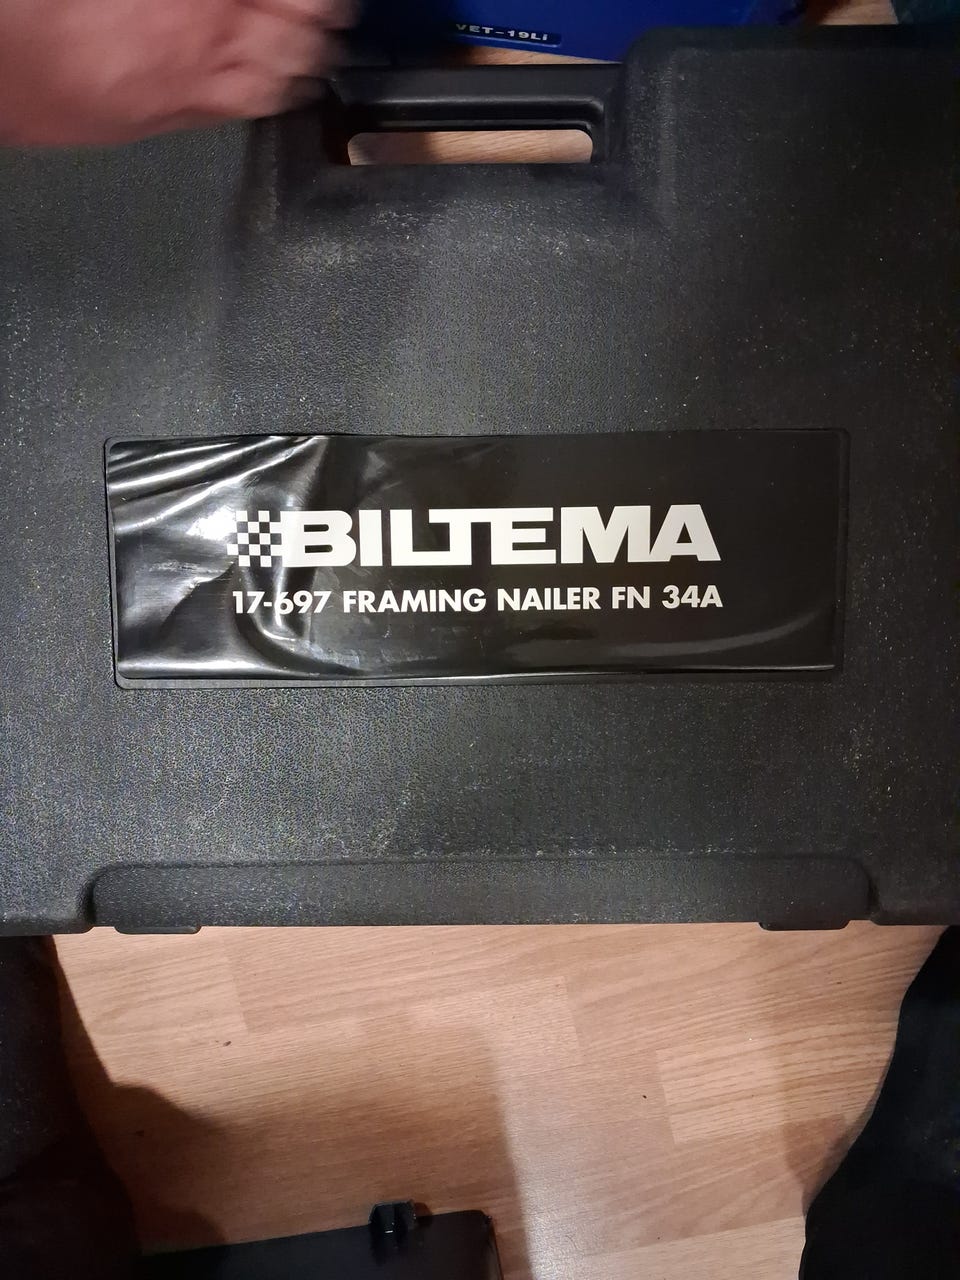 VET-19Li
BILTEMA
17-697 FRAMING NAILER FN 34A